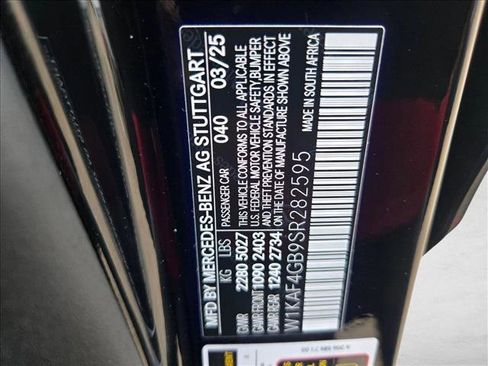 MFD BY MERCEDES-BENZ AG STUTTGART
PASSENGER CAR 040 03/25
KG LBS
GVWR 2280 5027
GAWR FRONT 1090 2403
GAWR REAR 1240 2734
THIS VEHICLE CONFORMS TO ALL APPLICABLE
U.S. FEDERAL MOTOR VEHICLE SAFETY, BUMPER
AND THEFT PREVENTION STANDARDS IN EFFECT
ON THE DATE OF MANUFACTURE SHOWN ABOVE
W1KAF4GB9SR282595
MADE IN SOUTH AFRICA